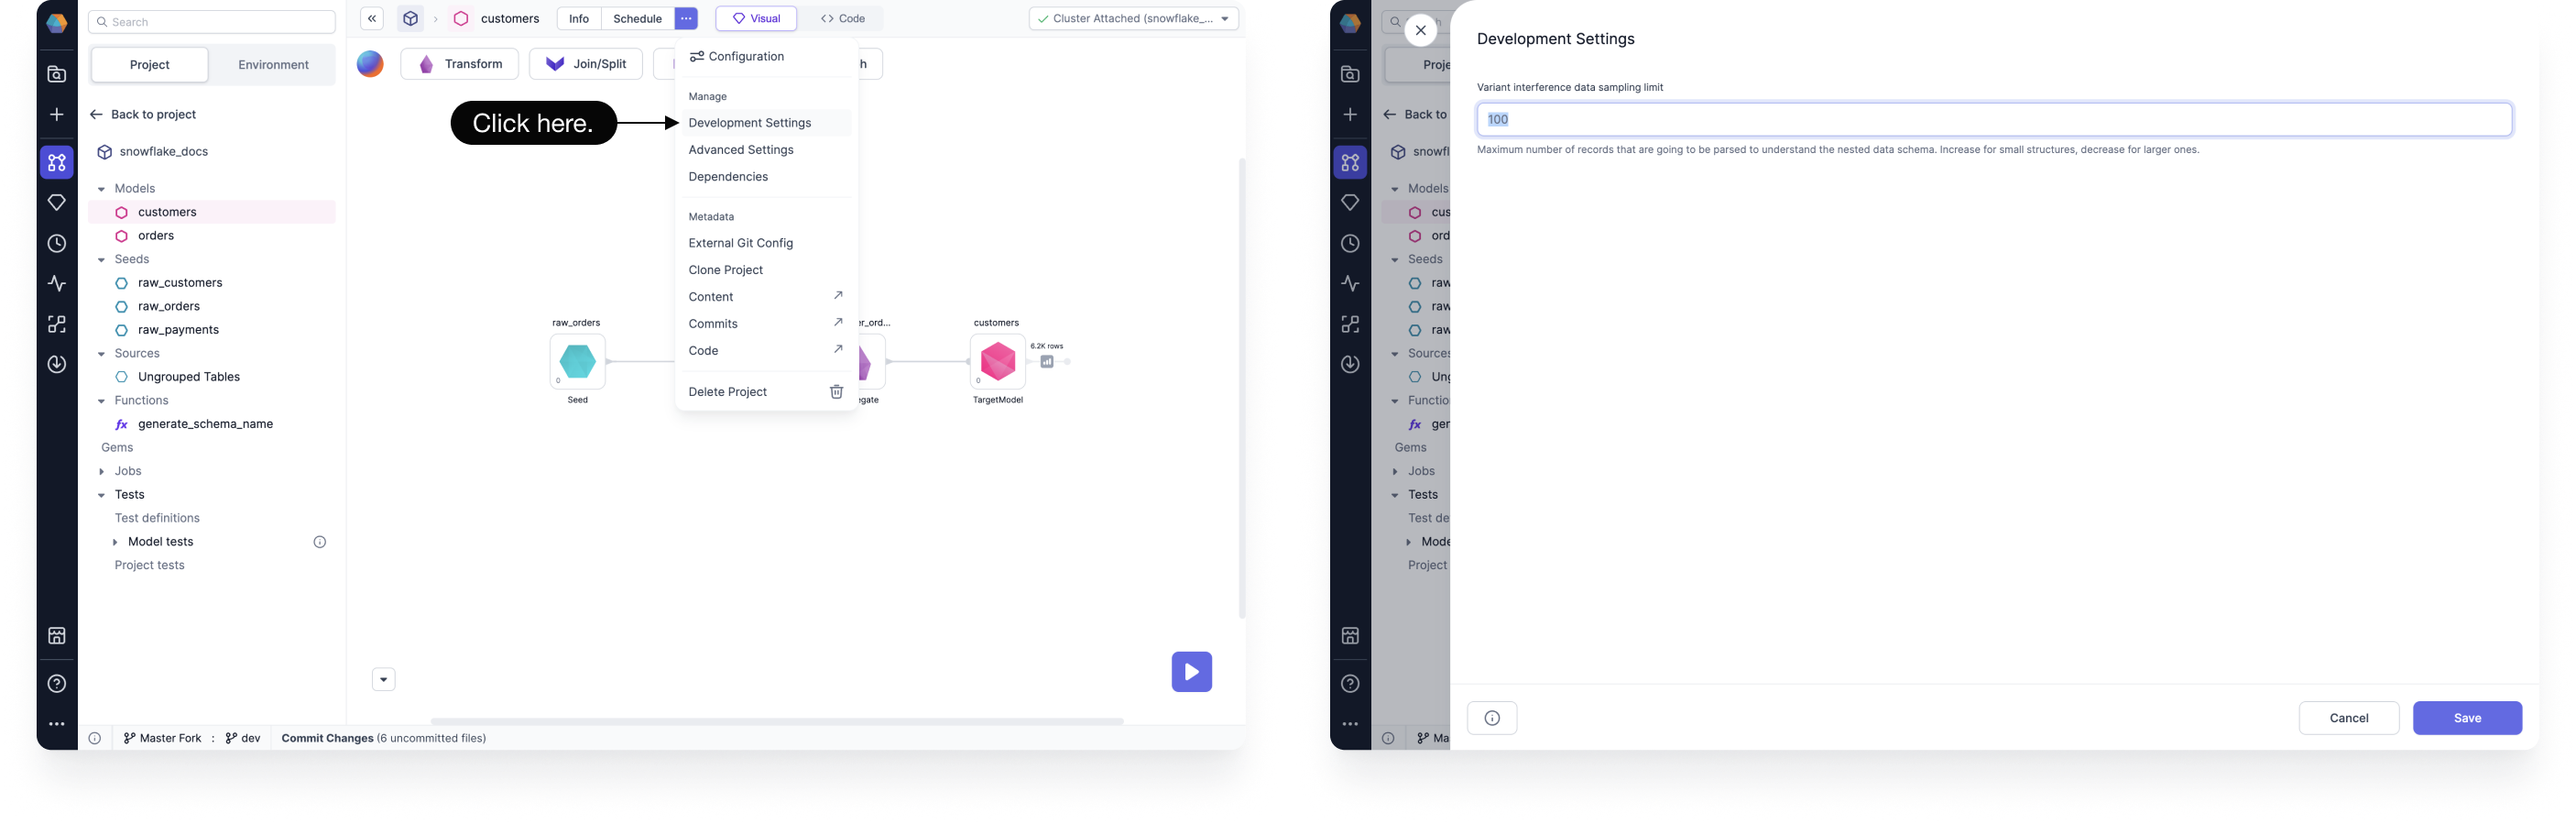 Search
Project
Environment
Back to project
snowflake_docs
Models
customers
orders
Seeds
raw_customers
raw_orders
raw_payments
Sources
Ungrouped Tables
Functions
fx generate_schema_name
Gems
Jobs
Tests
Test definitions
Model tests
Project tests
customers
Info
Schedule
Visual
Code
Cluster Attached (snowflake_...
Transform
Join/Split
h
Configuration
Manage
Click here.
Development Settings
Advanced Settings
Dependencies
Metadata
External Git Config
Clone Project
Content
Commits
Code
Delete Project
raw_orders
0
Seed
er_ord...
egate
customers
0
TargetModel
6.2K rows
Master Fork : dev
Commit Changes (6 uncommitted files)
Proje
Back to
snowfl
Models
cus
ord
Seeds
raw
raw
raw
Sources
Ung
Functio
fx ger
Gems
Jobs
Tests
Test de
Mode
Project
Ma
Development Settings
Variant interference data sampling limit
100
Maximum number of records that are going to be parsed to understand the nested data schema. Increase for small structures, decrease for larger ones.
Cancel
Save